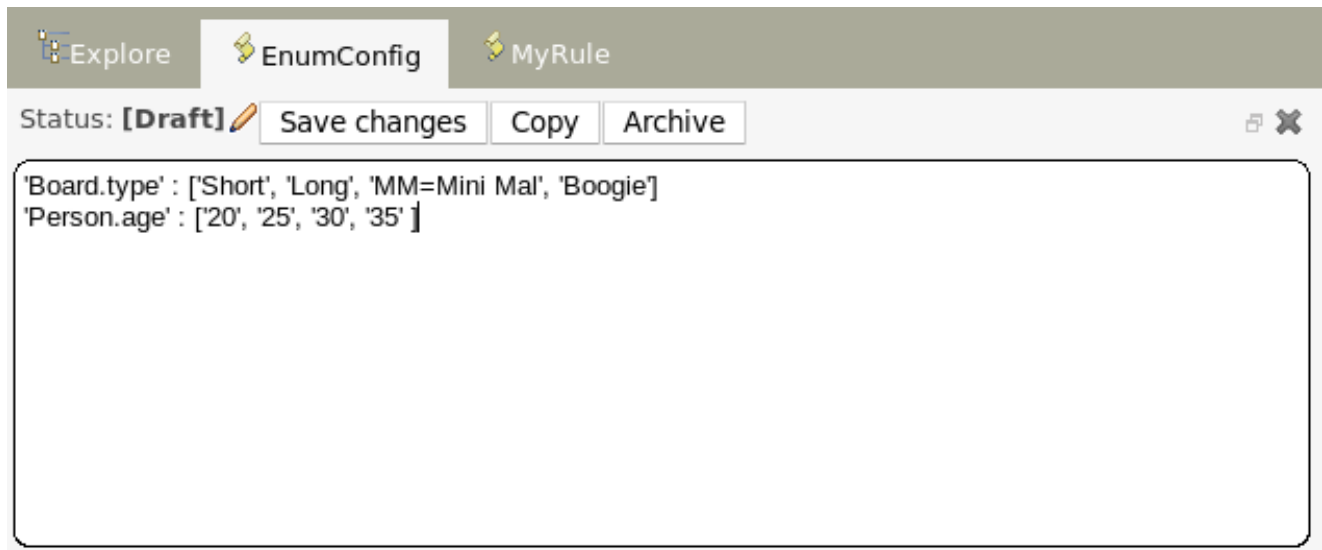 Explore EnumConfig MyRule
Status: [Draft] Save changes Copy Archive
'Board.type' : ['Short', 'Long', 'MM=Mini Mal', 'Boogie']
'Person.age' : ['20', '25', '30', '35' ]